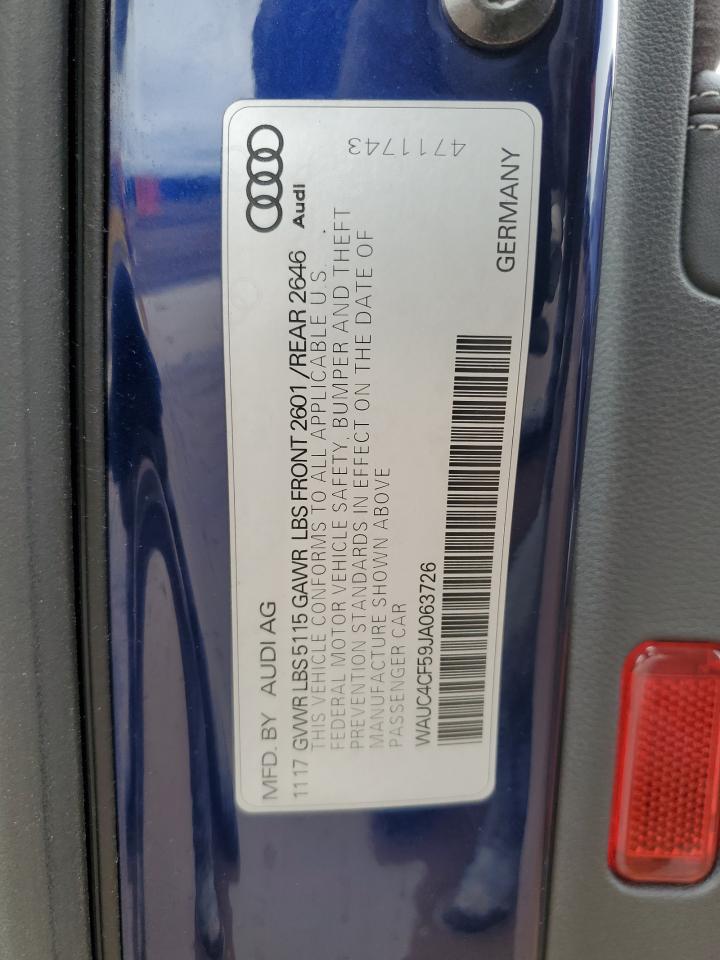 MFD. BY AUDI AG
1117 GVWR LBS 5115 GAWR LBS FRONT 2601 /REAR 2646
THIS VEHICLE CONFORMS TO ALL APPLICABLE U.S.
FEDERAL MOTOR VEHICLE SAFETY, BUMPER AND THEFT
PREVENTION STANDARDS IN EFFECT ON THE DATE OF
MANUFACTURE SHOWN ABOVE
PASSENGER CAR
WAUC4CF59JA063726
Audi
4711743
GERMANY